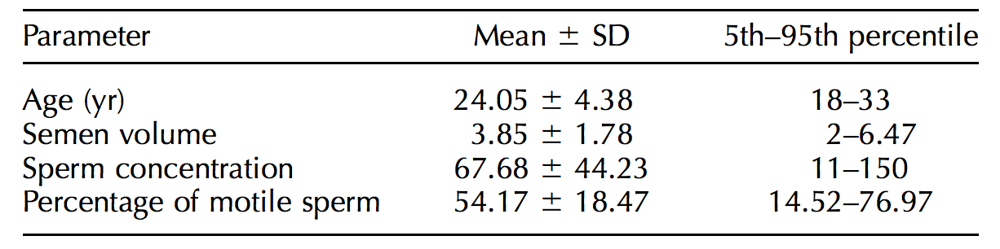 Parameter Mean ± SD 5th–95th percentile
Age (yr) 24.05 ± 4.38 18–33
Semen volume 3.85 ± 1.78 2–6.47
Sperm concentration 67.68 ± 44.23 11–150
Percentage of motile sperm 54.17 ± 18.47 14.52–76.97